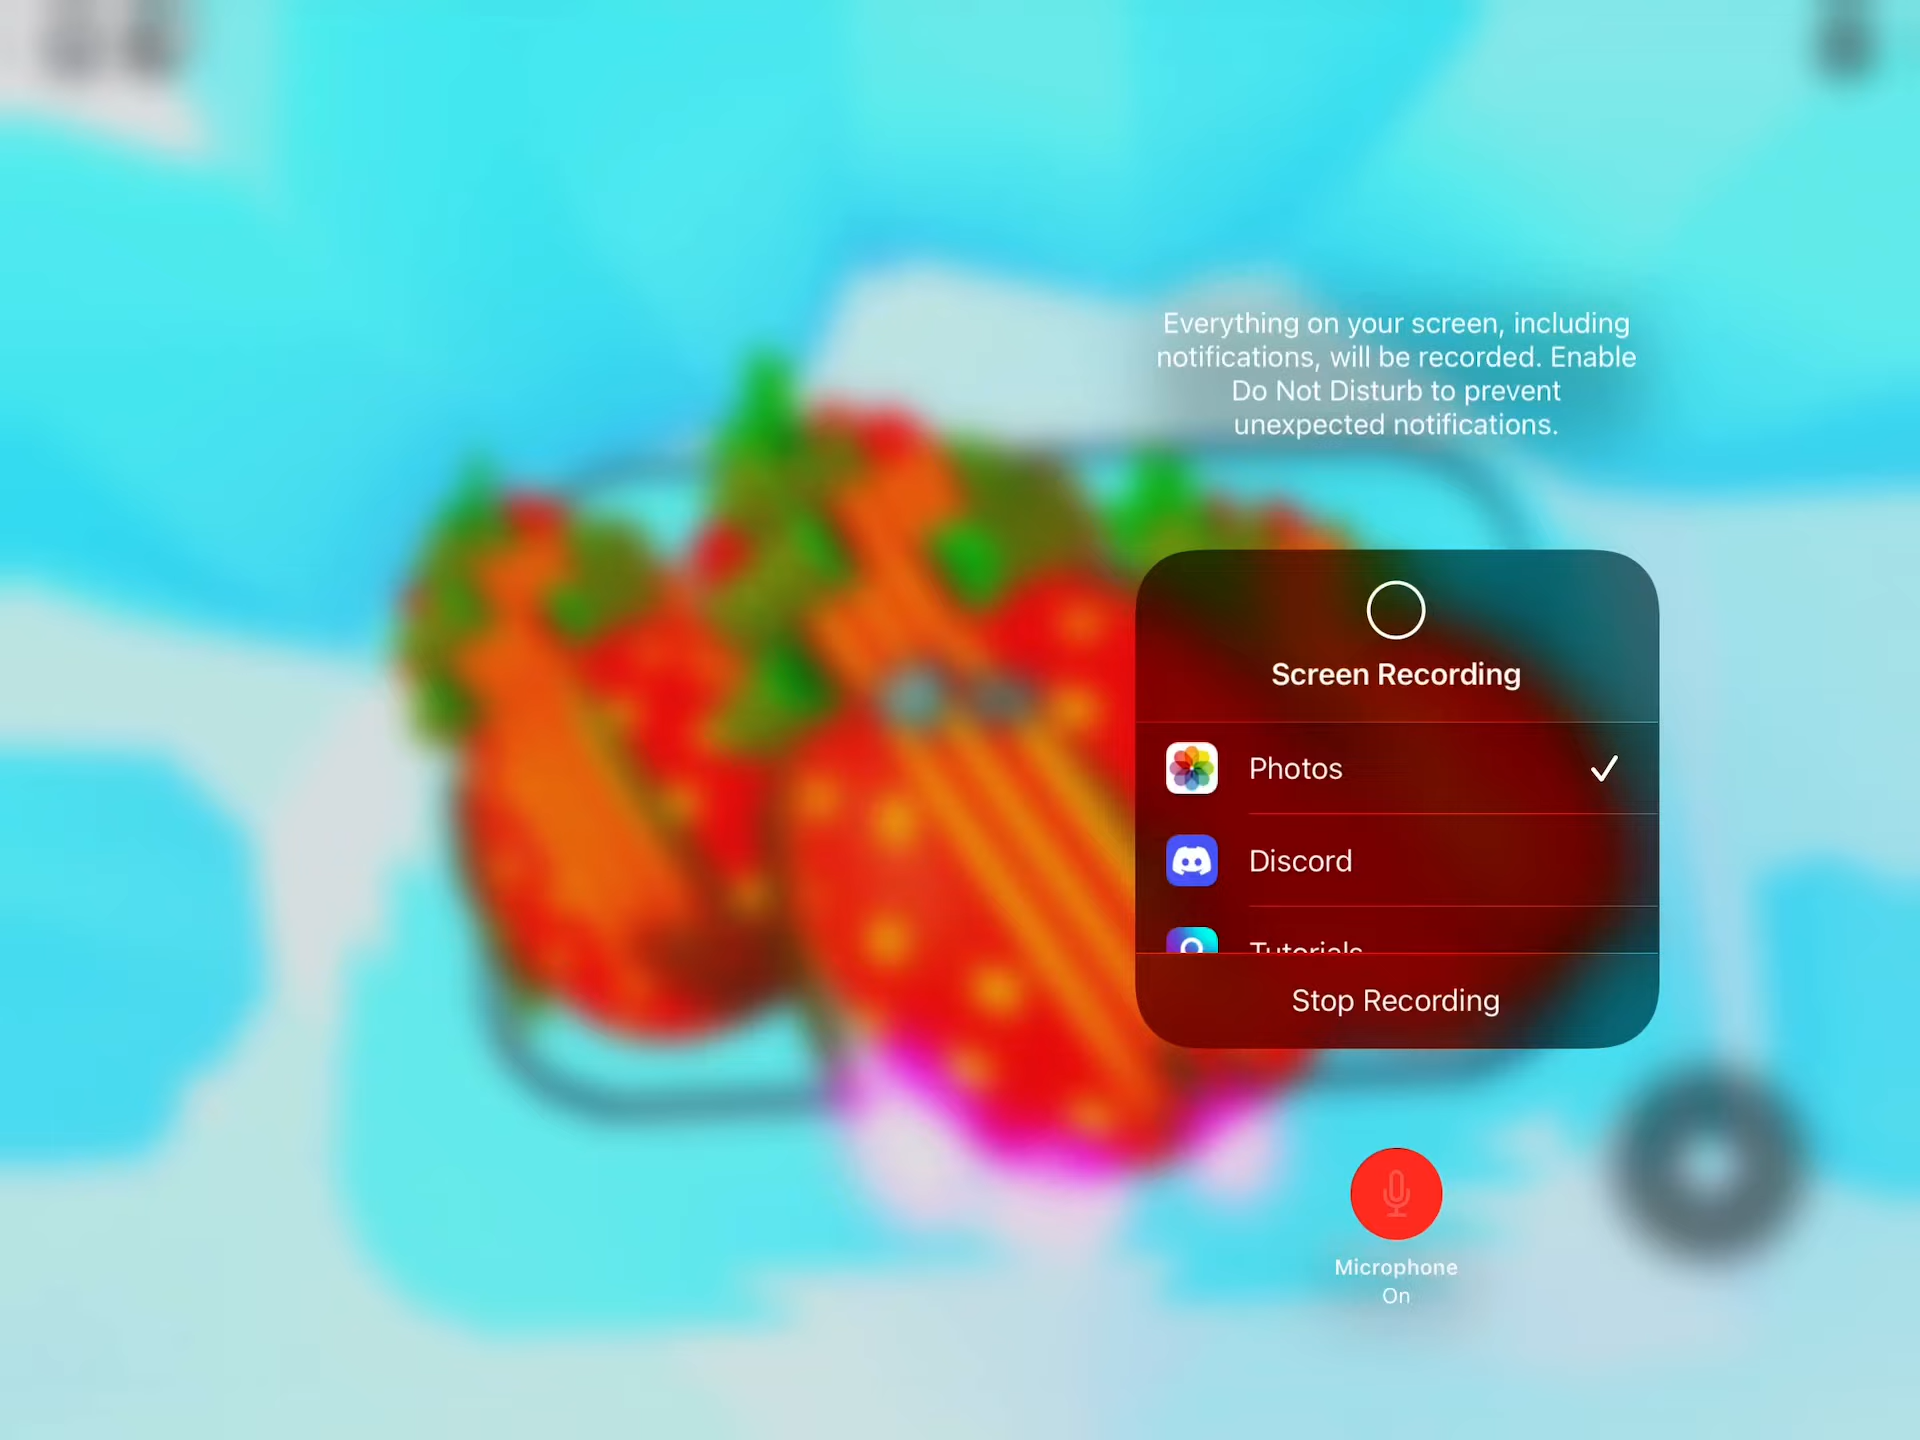 Everything on your screen, including
notifications, will be recorded. Enable
Do Not Disturb to prevent
unexpected notifications.
Screen Recording
Photos
Discord
Tutorials
Stop Recording
Microphone
On